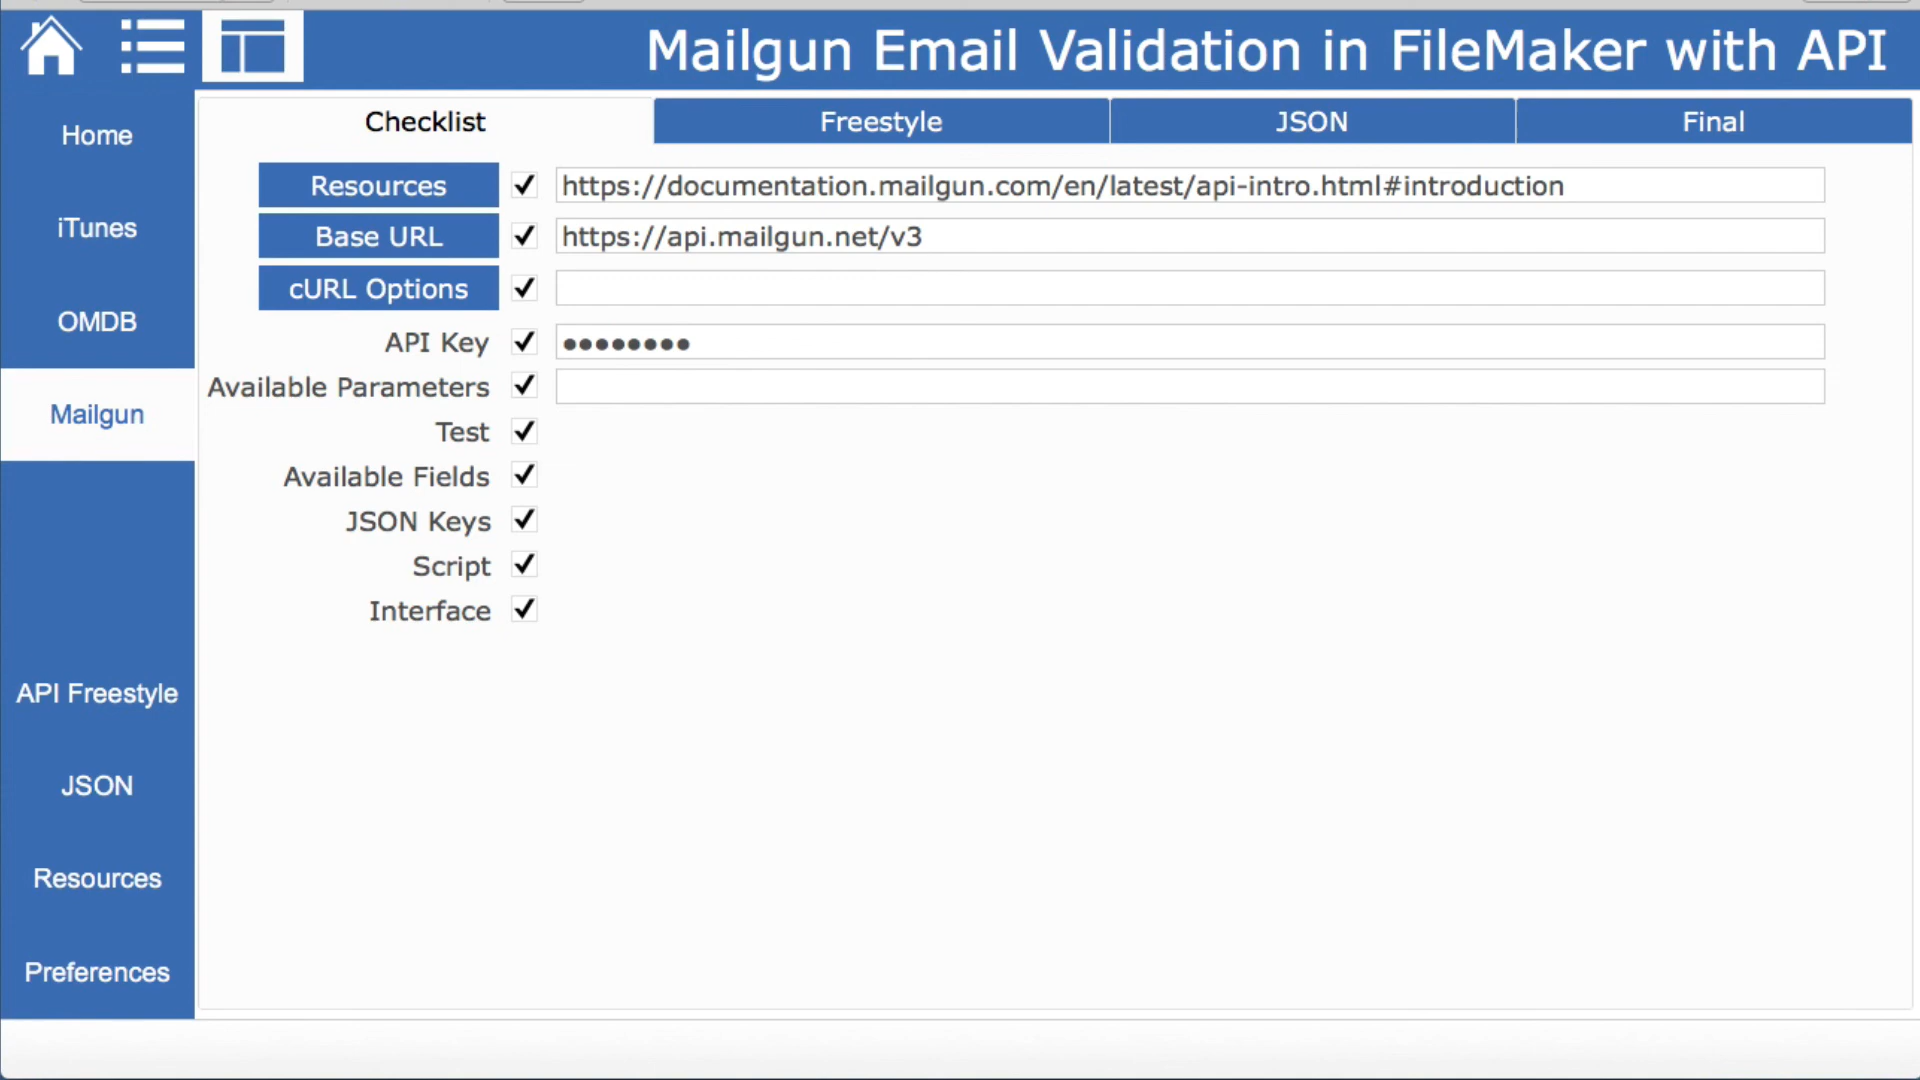 Mailgun Email Validation in FileMaker with API
Home
iTunes
OMDB
Mailgun
API Freestyle
JSON
Resources
Preferences
Checklist
Freestyle
JSON
Final
Resources
https://documentation.mailgun.com/en/latest/api-intro.html#introduction
Base URL
https://api.mailgun.net/v3
cURL Options
API Key
Available Parameters
Test
Available Fields
JSON Keys
Script
Interface